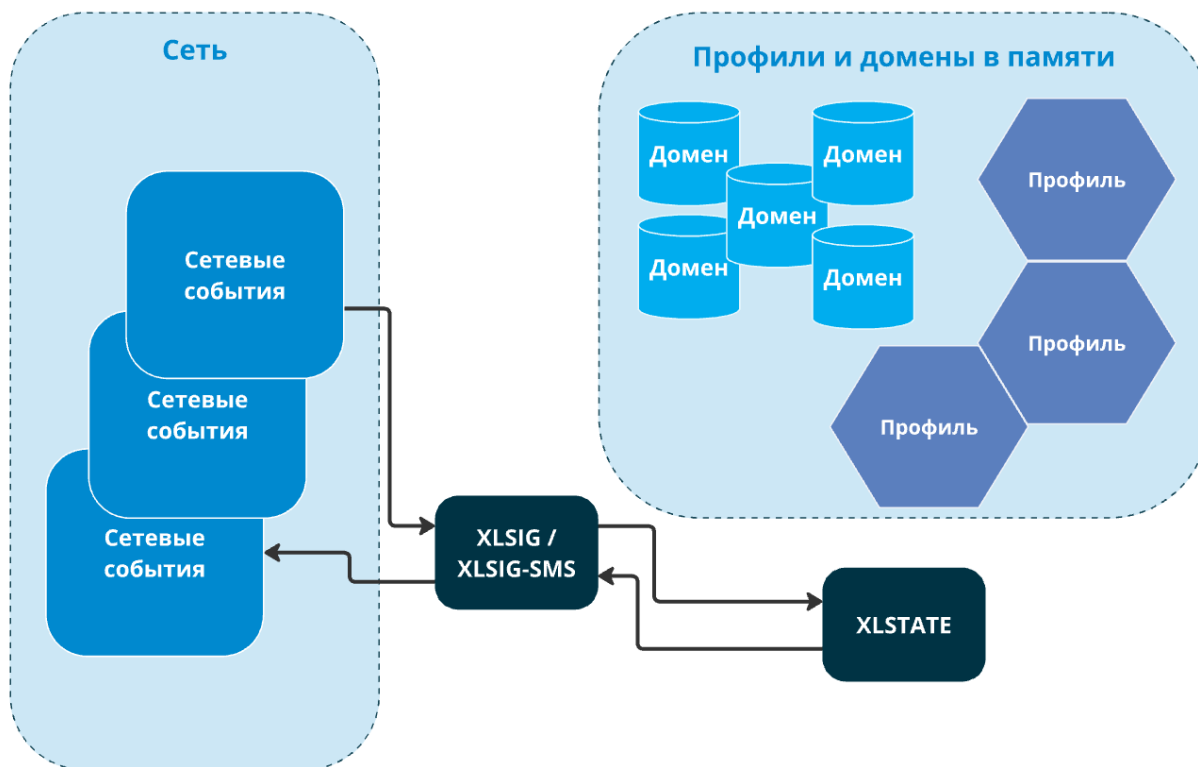 Сеть
Сетевые
события
Сетевые
события
Сетевые
события
Профили и домены в памяти
Домен
Домен
Домен
Домен
Домен
Профиль
Профиль
Профиль
XLSIG /
XLSIG-SMS
XLSTATE